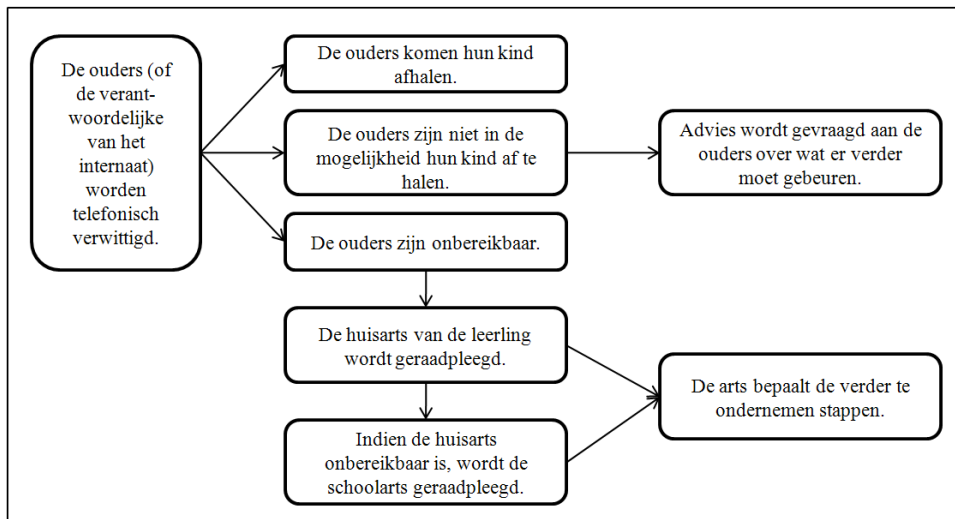 De ouders (of
de verant-
woordelijke
van het
internaat)
worden
telefonisch
verwittigd.
De ouders komen hun kind
afhalen.
De ouders zijn niet in de
mogelijkheid hun kind af te
halen.
Advies wordt gevraagd aan de
ouders over wat er verder
moet gebeuren.
De ouders zijn onbereikbaar.
De huisarts van de leerling
wordt geraadpleegd.
De arts bepaalt de verder te
ondernemen stappen.
Indien de huisarts
onbereikbaar is, wordt de
schoolarts geraadpleegd.